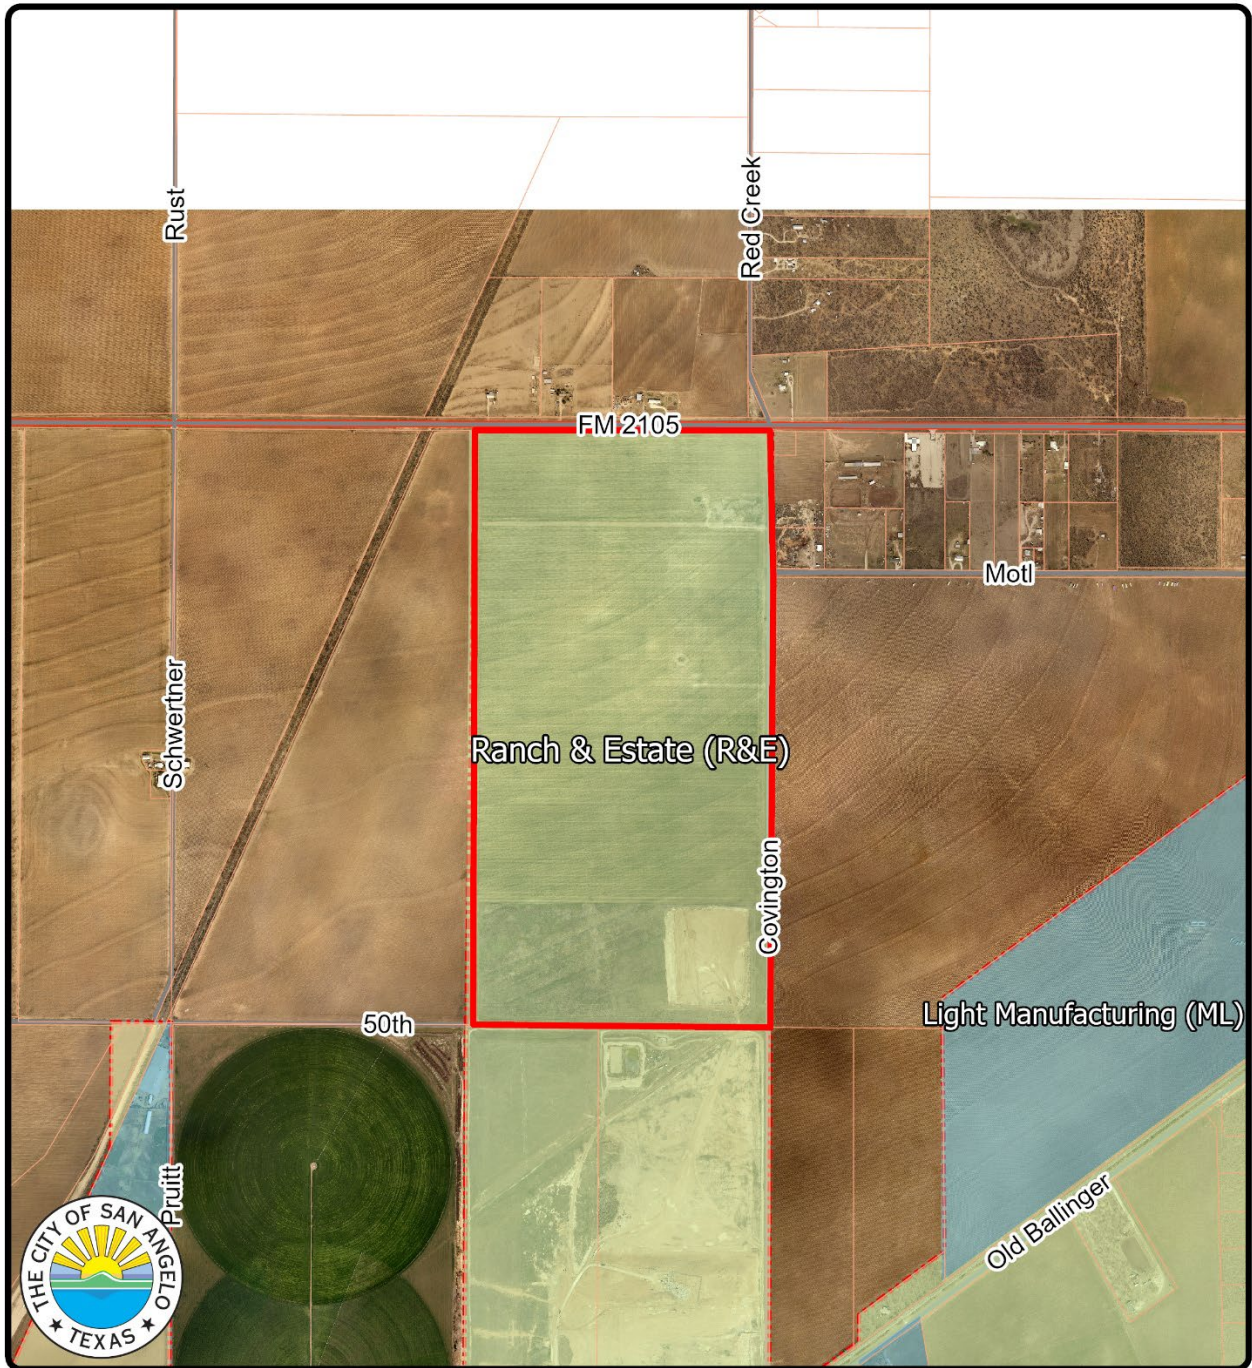 Rust
Red Creek
FM 2105
Motl
Schwertner
Ranch & Estate (R&E)
Covington
Light Manufacturing (ML)
50th
Pruitt
Old Ballinger
THE CITY OF SAN ANGELO
TEXAS